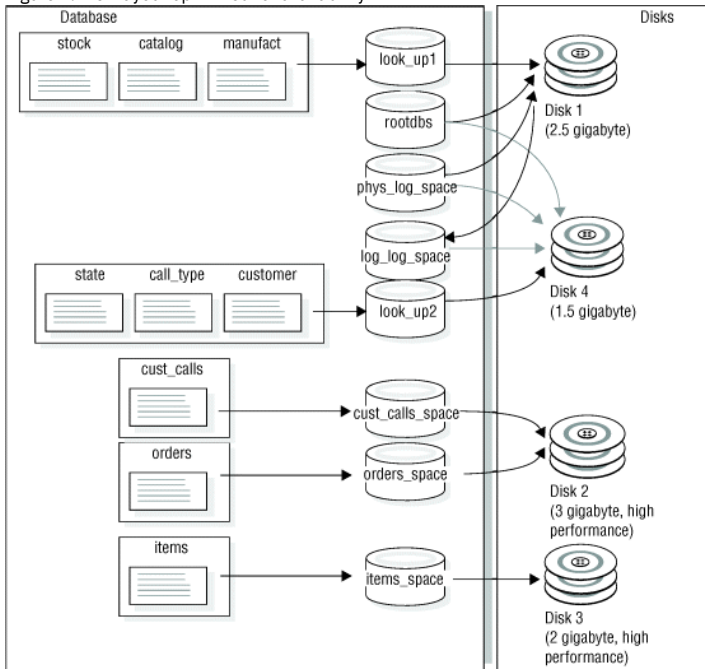 Database
Disks
stock
catalog
manufact
look_up1
rootdbs
Disk 1
(2.5 gigabyte)
phys_log_space
log_log_space
state
call_type
customer
look_up2
Disk 4
(1.5 gigabyte)
cust_calls
cust_calls_space
orders
orders_space
Disk 2
(3 gigabyte, high
performance)
items
items_space
Disk 3
(2 gigabyte, high
performance)